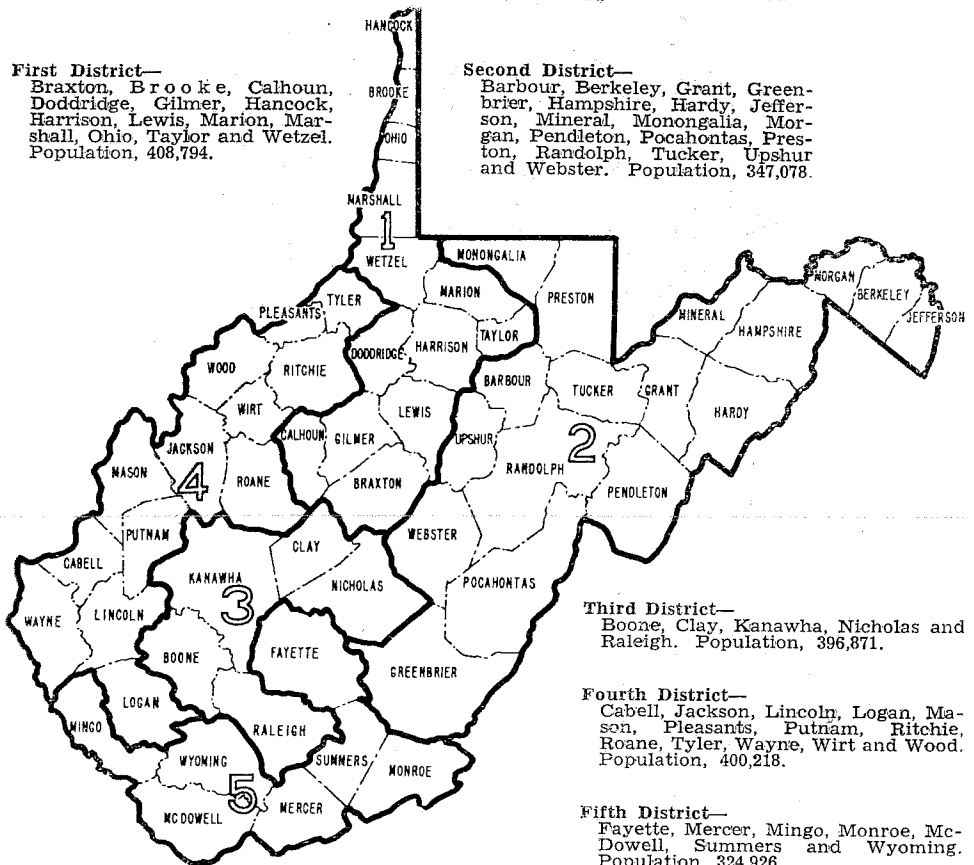 First District—
Braxton, Brooke, Calhoun,
Doddridge, Gilmer, Hancock,
Harrison, Lewis, Marion, Mar-
shall, Ohio, Taylor and Wetzel.
Population, 408,794.
Second District—
Barbour, Berkeley, Grant, Green-
brier, Hampshire, Hardy, Jeffer-
son, Mineral, Monongalia, Mor-
gan, Pendleton, Pocahontas, Pres-
ton, Randolph, Tucker, Upshur
and Webster. Population, 347,078.
HANCOCK
BROOKE
OHIO
MARSHALL
1
WETZEL
MONONGALIA
MARION
PRESTON
TYLER
PLEASANTS
TAYLOR
MORGAN
BERKELEY
JEFFERSON
MINERAL
HAMPSHIRE
DODDRIDGE
HARRISON
WOOD
RITCHIE
BARBOUR
TUCKER
GRANT
HARDY
WIRT
LEWIS
CALHOUN
GILMER
UPSHUR
2
JACKSON
MASON
4
ROANE
BRAXTON
RANDOLPH
PENDLETON
PUTNAM
CLAY
WEBSTER
CABELL
KANAWHA
NICHOLAS
POCAHONTAS
3
WAYNE
LINCOLN
BOONE
FAYETTE
GREENBRIER
LOGAN
MINGO
RALEIGH
WYOMING
SUMMERS
MONROE
5
MCDOWELL
MERCER
Third District—
Boone, Clay, Kanawha, Nicholas and
Raleigh. Population, 396,871.
Fourth District—
Cabell, Jackson, Lincoln, Logan, Ma-
son, Pleasants, Putnam, Ritchie,
Roane, Tyler, Wayne, Wirt and Wood.
Population, 400,218.
Fifth District—
Fayette, Mercer, Mingo, Monroe, Mc-
Dowell, Summers and Wyoming.
Population, 324,926